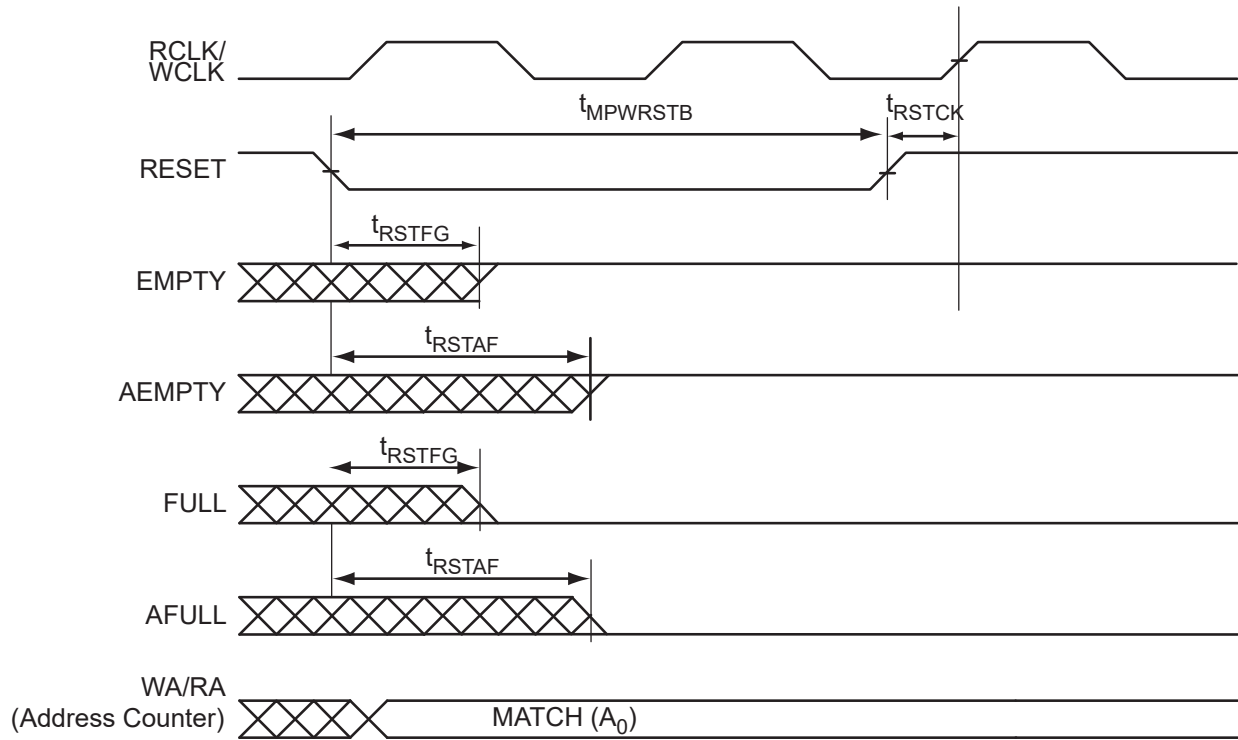 RCLK/
WCLK
tMPWRSTB
tRSTCK
RESET
tRSTFG
EMPTY
tRSTAF
AEMPTY
tRSTFG
FULL
tRSTAF
AFULL
WA/RA
(Address Counter)
MATCH (A0)